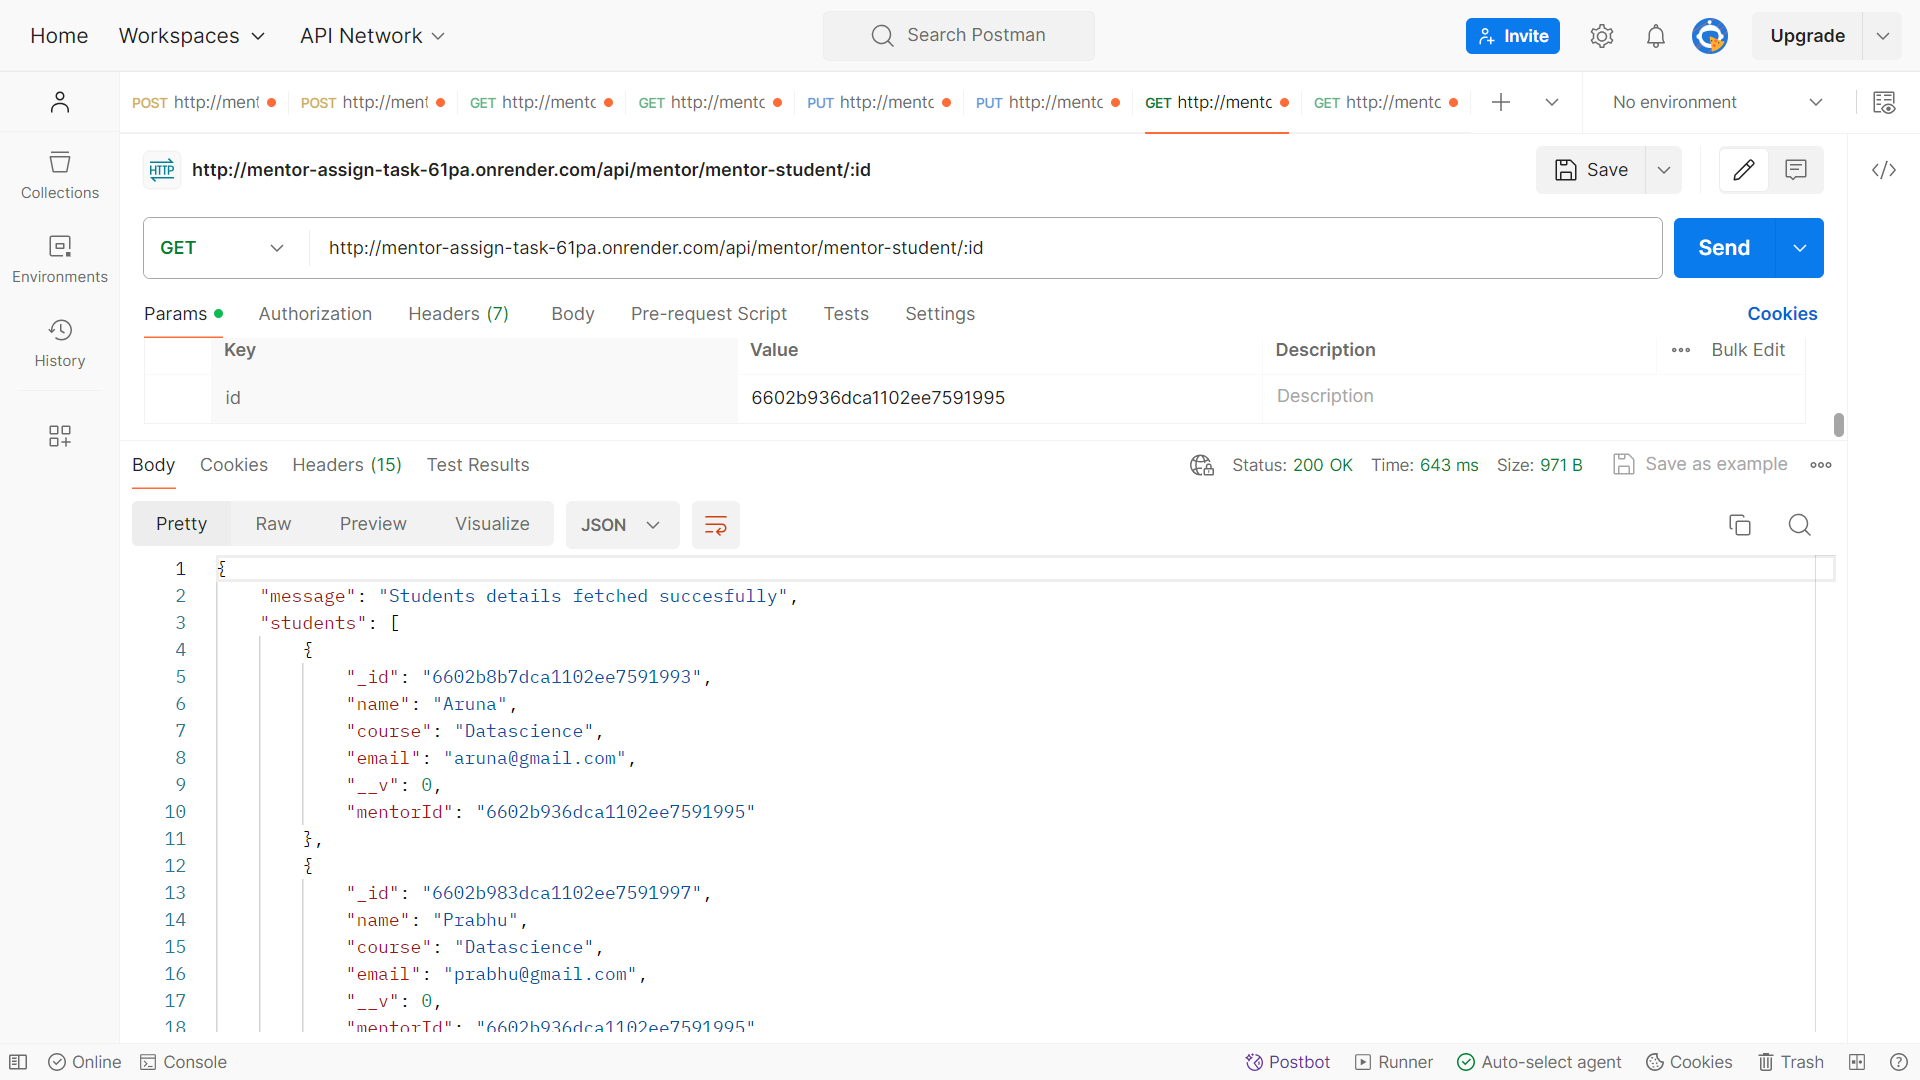 Home Workspaces API Network Search Postman Invite Upgrade
POST http://ment POST http://ment GET http://mentc GET http://mentc PUT http://mentc PUT http://mentc GET http://mentc GET http://mentc No environment
HTTP http://mentor-assign-task-61pa.onrender.com/api/mentor/mentor-student/:id Save
Collections
GET http://mentor-assign-task-61pa.onrender.com/api/mentor/mentor-student/:id Send
Environments
Params Authorization Headers (7) Body Pre-request Script Tests Settings Cookies
History
Key Value Description Bulk Edit
id 6602b936dca1102ee7591995 Description
Body Cookies Headers (15) Test Results Status: 200 OK Time: 643 ms Size: 971 B Save as example
Pretty Raw Preview Visualize JSON
1 {
2 "message": "Students details fetched succesfully",
3 "students": [
4 {
5 "_id": "6602b8b7dca1102ee7591993",
6 "name": "Aruna",
7 "course": "Datascience",
8 "email": "aruna@gmail.com",
9 "__v": 0,
10 "mentorId": "6602b936dca1102ee7591995"
11 },
12 {
13 "_id": "6602b983dca1102ee7591997",
14 "name": "Prabhu",
15 "course": "Datascience",
16 "email": "prabhu@gmail.com",
17 "__v": 0,
18 "mentorId": "6602b936dca1102ee7591995"
Online Console Postbot Runner Auto-select agent Cookies Trash